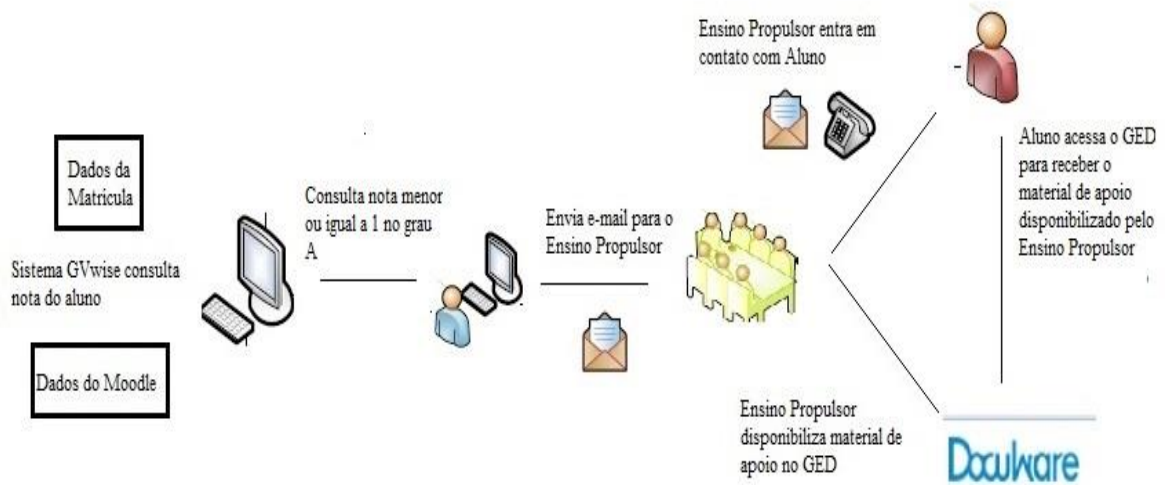 Dados da
Matricula
Sistema GVwise consulta
nota do aluno
Dados do Moodle
Consulta nota menor
ou igual a 1 no grau
A
Envia e-mail para o
Ensino Propulsor
Ensino Propulsor entra em
contato com Aluno
Aluno acessa o GED
para receber o
material de apoio
disponibilizado pelo
Ensino Propulsor
Ensino Propulsor
disponibiliza material de
apoio no GED
DocuWare